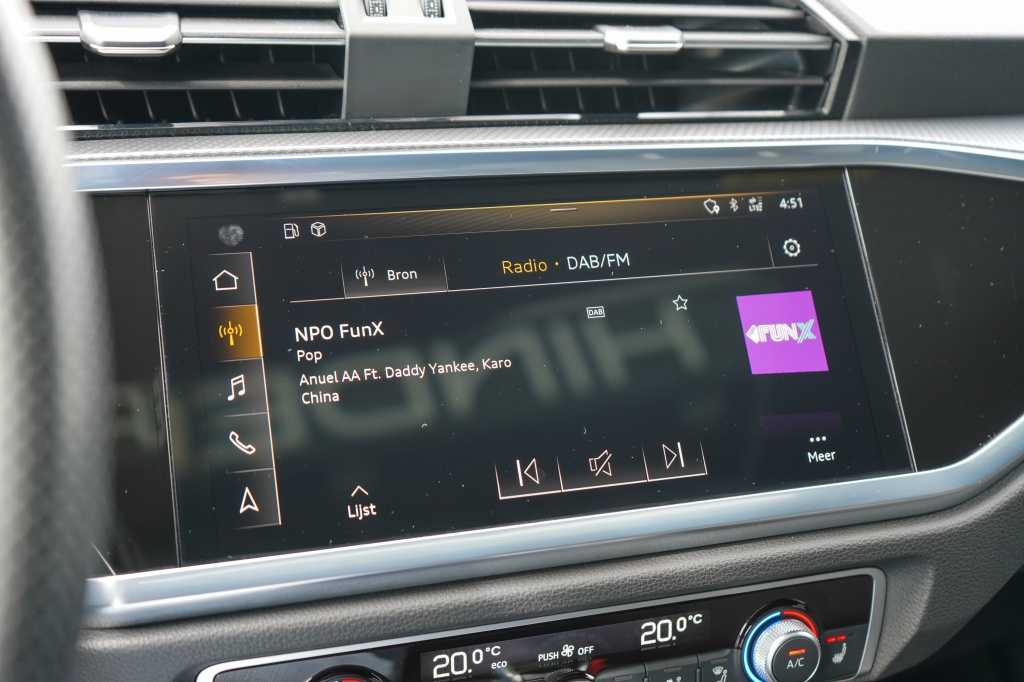 LTE 4:51
Bron
Radio · DAB/FM
NPO FunX
DAB
FUNX
Pop
Anuel AA Ft. Daddy Yankee, Karo
China
Meer
Lijst
20.0°C
eco
PUSH OFF
20.0°C
A/C